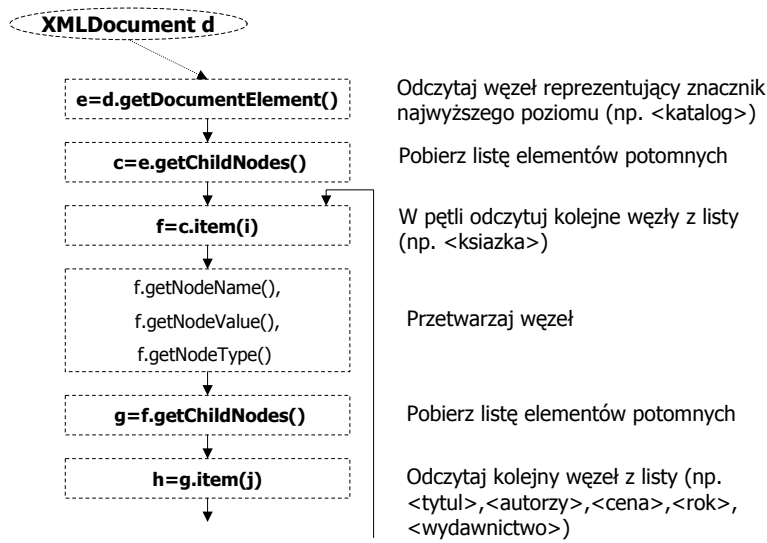 XMLDocument d
e=d.getDocumentElement()
Odczytaj węzeł reprezentujący znacznik
najwyższego poziomu (np. <katalog>)
c=e.getChildNodes()
Pobierz listę elementów potomnych
f=c.item(i)
W pętli odczytuj kolejne węzły z listy
(np. <ksiazka>)
f.getNodeName(),
f.getNodeValue(),
f.getNodeType()
Przetwarzaj węzeł
g=f.getChildNodes()
Pobierz listę elementów potomnych
h=g.item(j)
Odczytaj kolejny węzeł z listy (np.
<tytul>,<autorzy>,<cena>,<rok>,
<wydawnictwo>)